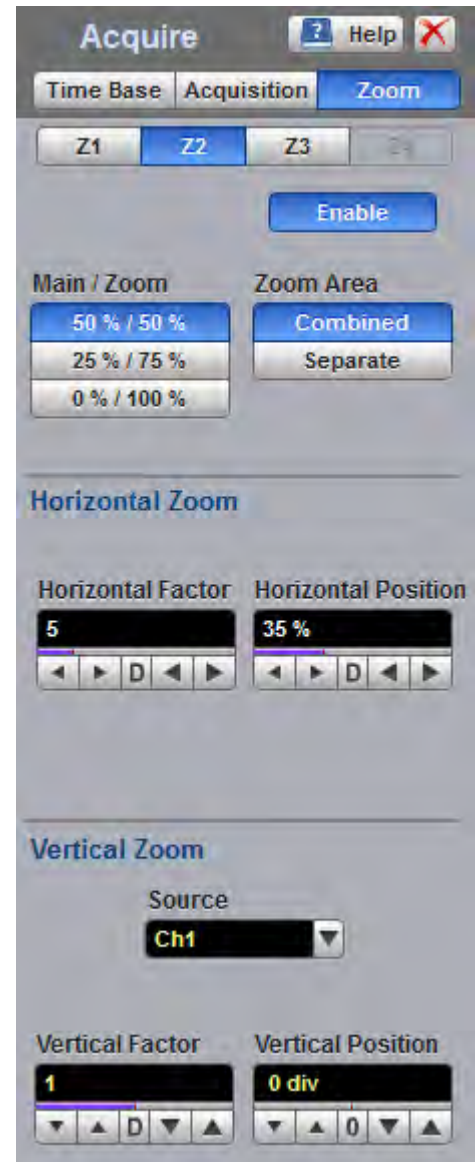 Acquire ? Help
Time Base Acquisition Zoom
Z1 Z2 Z3 Z4
Enable
Main / Zoom Zoom Area
50 % / 50 % Combined
25 % / 75 % Separate
0 % / 100 %
Horizontal Zoom
Horizontal Factor Horizontal Position
5 35 %
D D
Vertical Zoom
Source
Ch1
Vertical Factor Vertical Position
1 0 div
D 0